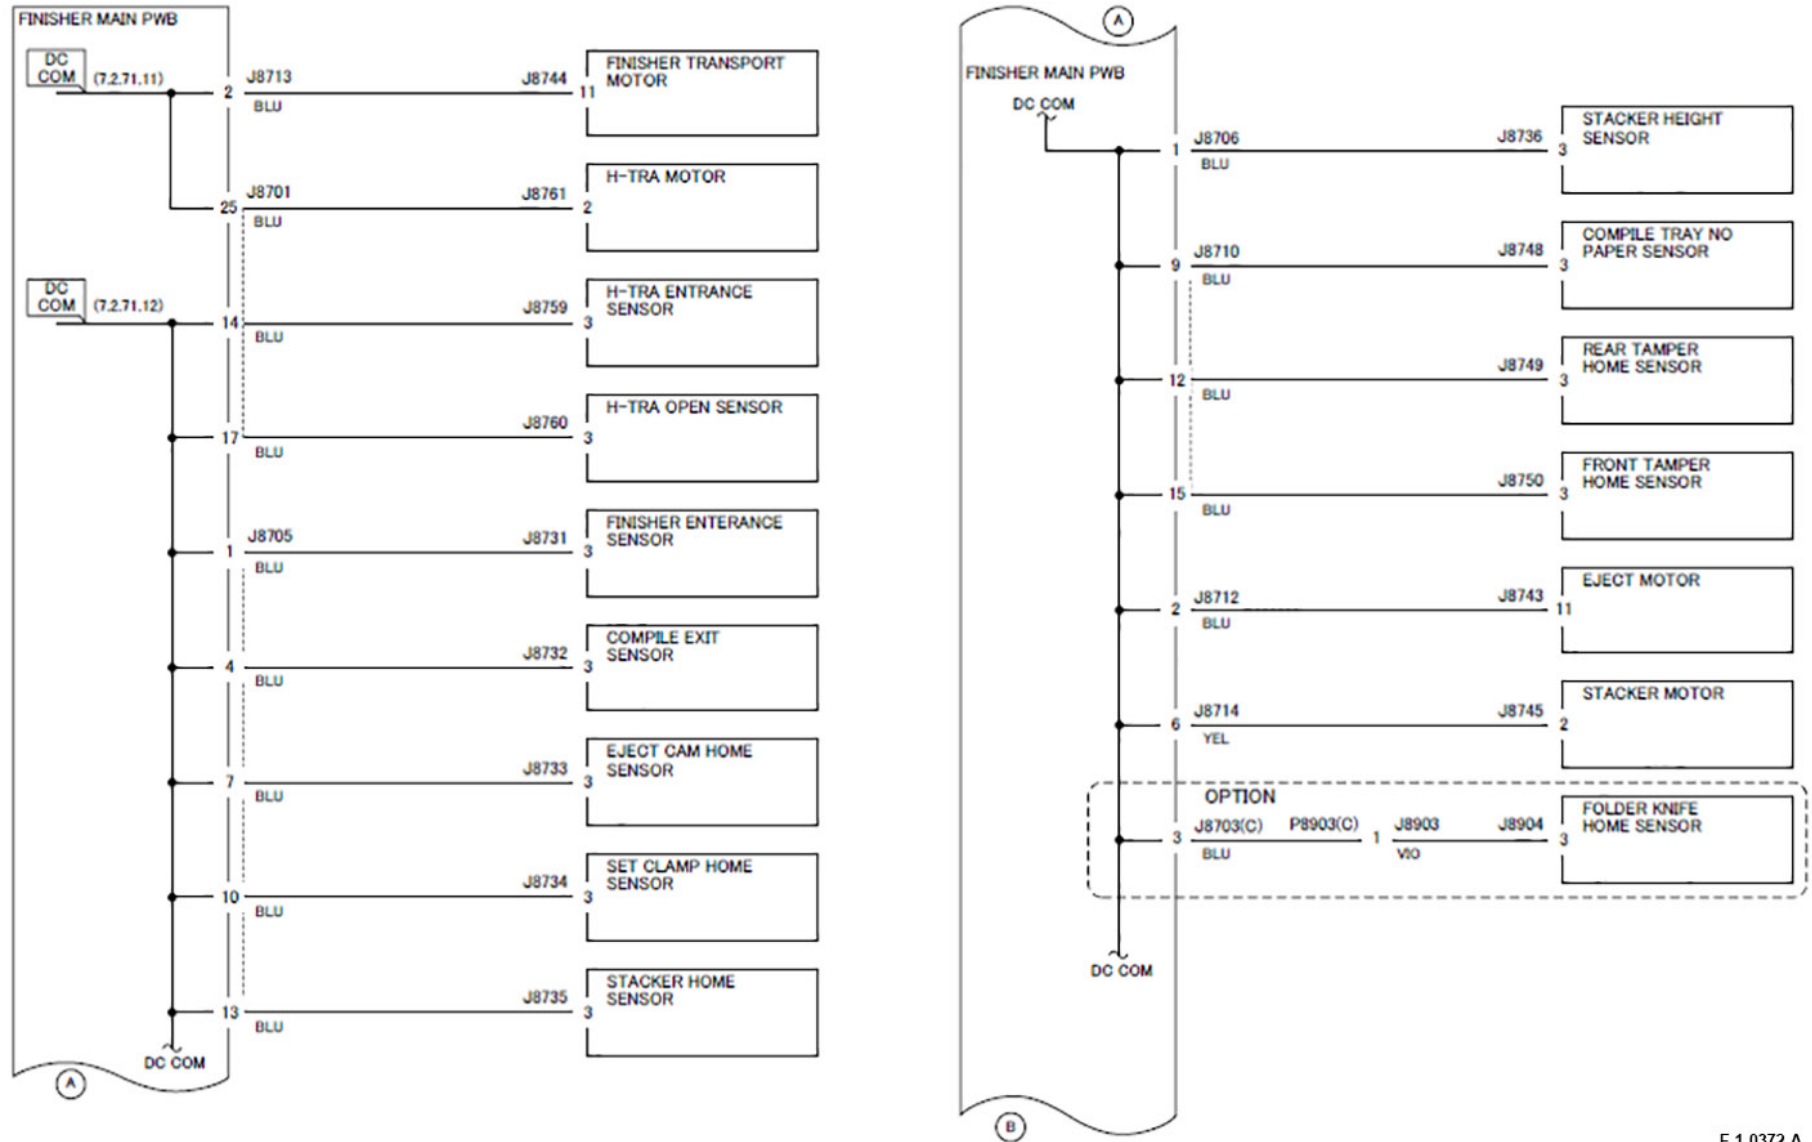 FINISHER MAIN PWB
DC
COM
(7.2.71.11)
2
J8713
BLU
J8744
11
FINISHER TRANSPORT
MOTOR
25
J8701
BLU
J8761
2
H-TRA MOTOR
DC
COM
(7.2.71.12)
14
BLU
J8759
3
H-TRA ENTRANCE
SENSOR
17
BLU
J8760
3
H-TRA OPEN SENSOR
1
J8705
BLU
J8731
3
FINISHER ENTERANCE
SENSOR
4
BLU
J8732
3
COMPILE EXIT
SENSOR
7
BLU
J8733
3
EJECT CAM HOME
SENSOR
10
BLU
J8734
3
SET CLAMP HOME
SENSOR
13
BLU
J8735
3
STACKER HOME
SENSOR
DC COM
A
A
FINISHER MAIN PWB
DC COM
1
J8706
BLU
J8736
3
STACKER HEIGHT
SENSOR
9
J8710
BLU
J8748
3
COMPILE TRAY NO
PAPER SENSOR
12
BLU
J8749
3
REAR TAMPER
HOME SENSOR
15
BLU
J8750
3
FRONT TAMPER
HOME SENSOR
2
J8712
BLU
J8743
11
EJECT MOTOR
6
J8714
YEL
J8745
2
STACKER MOTOR
OPTION
3
J8703(C)
BLU
P8903(C)
1
J8903
VIO
J8904
3
FOLDER KNIFE
HOME SENSOR
DC COM
B